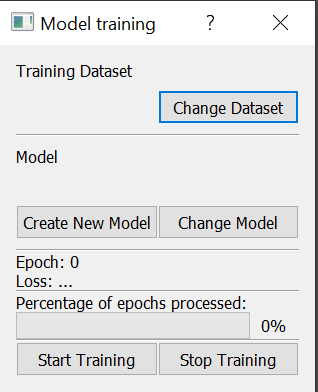 Model training ?
Training Dataset
Change Dataset
Model
Create New Model Change Model
Epoch: 0
Loss: ...
Percentage of epochs processed:
0%
Start Training Stop Training